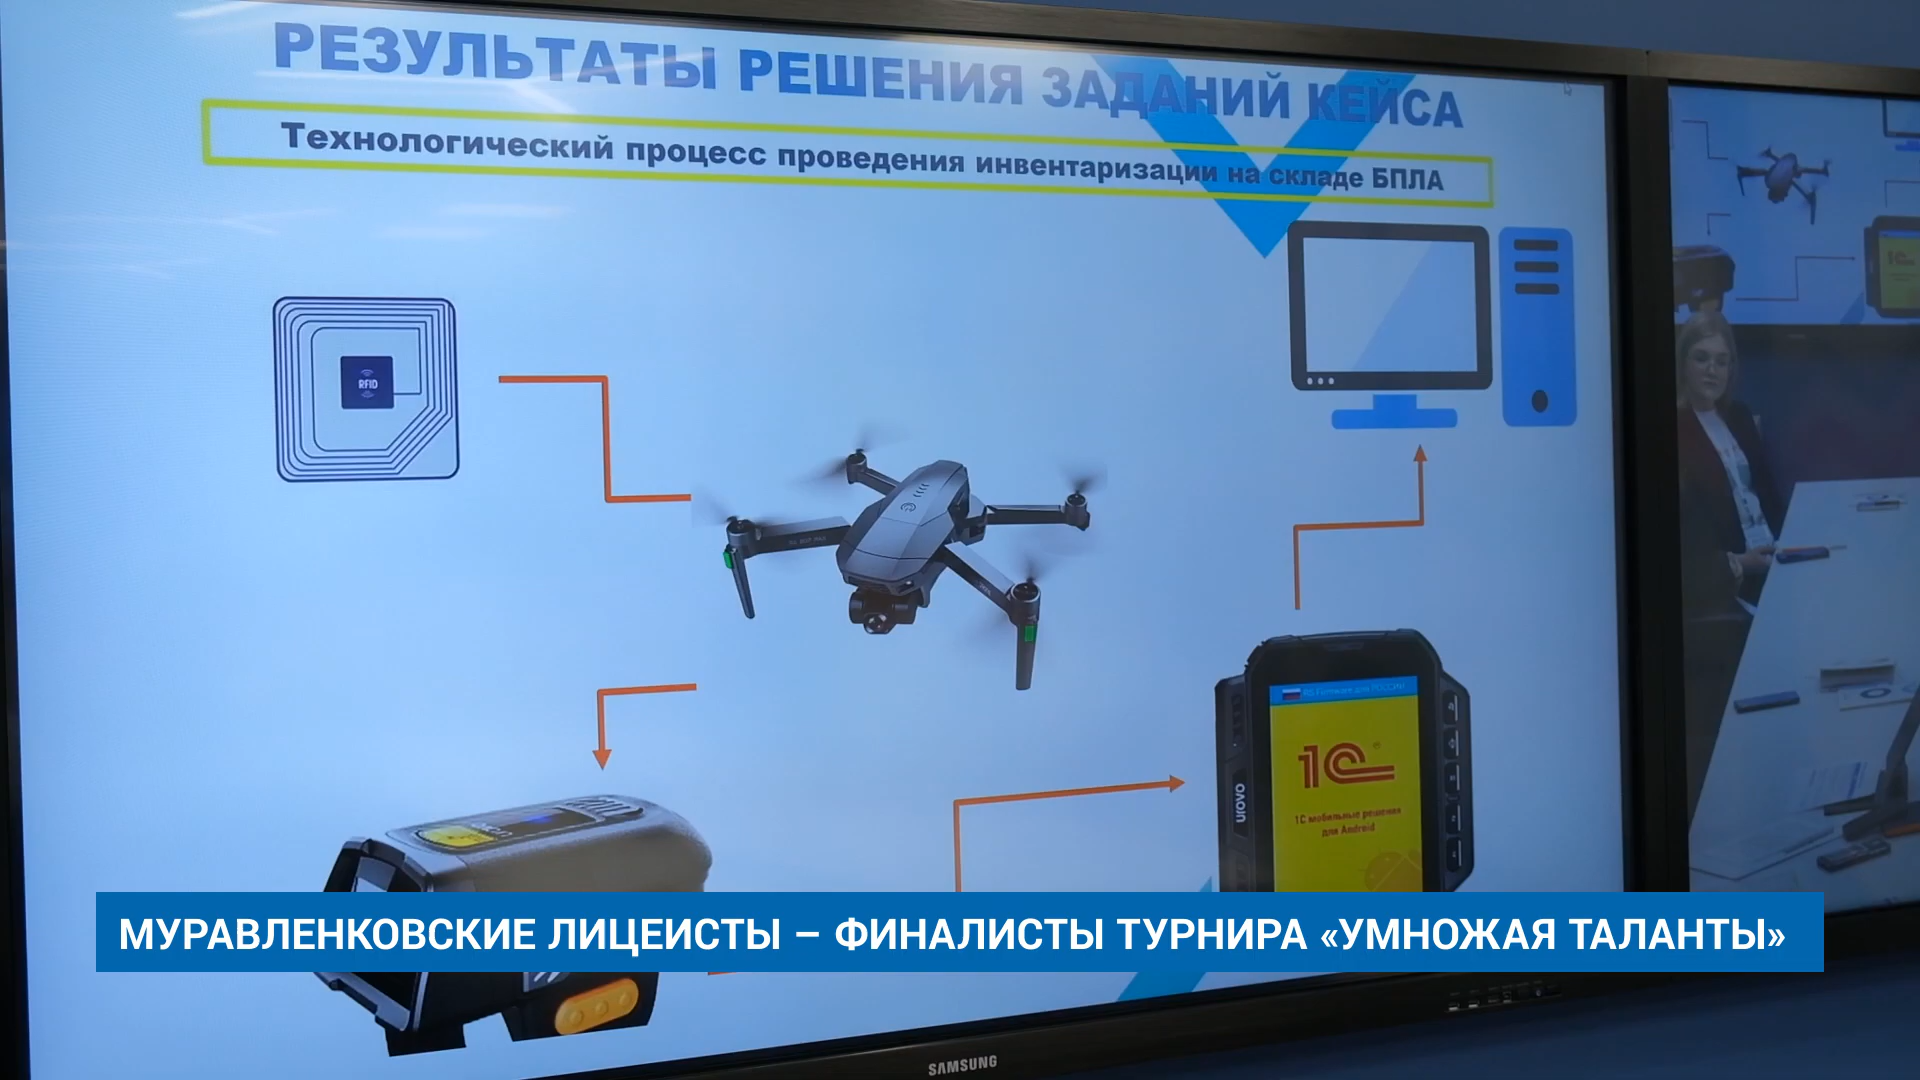 РЕЗУЛЬТАТЫ РЕШЕНИЯ ЗАДАНИЙ КЕЙСА
Технологический процесс проведения инвентаризации на складе БПЛА
RFID
1С
1С мобильные решения
для Android
urovo
1С
МУРАВЛЕНКОВСКИЕ ЛИЦЕИСТЫ – ФИНАЛИСТЫ ТУРНИРА «УМНОЖАЯ ТАЛАНТЫ»
SAMSUNG